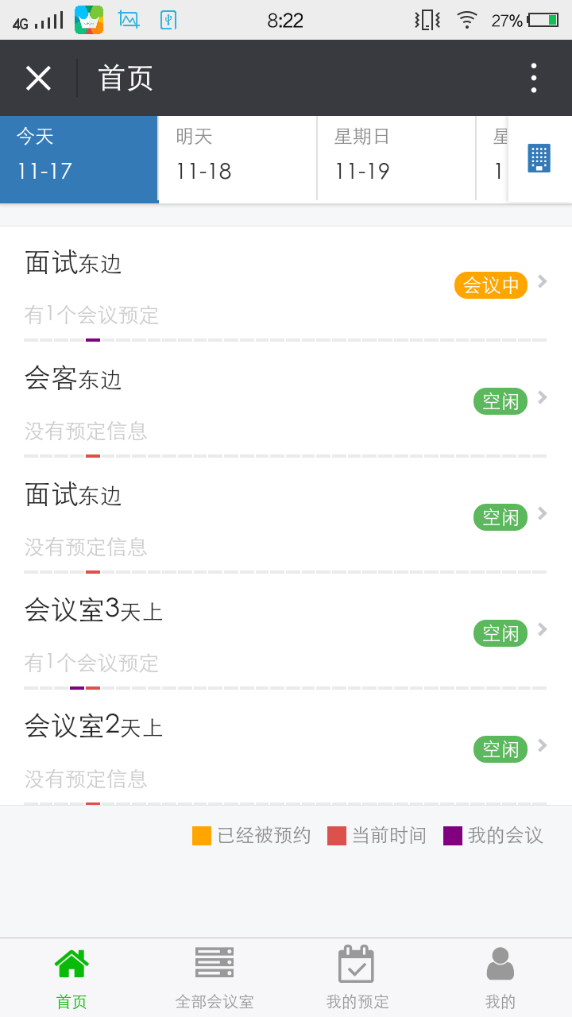 4G 8:22 27%
首页
今天 明天 星期日
11-17 11-18 11-19 1
面试东边
会议中
有1个会议预定
会客东边
空闲
没有预定信息
面试东边
空闲
没有预定信息
会议室3天上
空闲
有1个会议预定
会议室2天上
空闲
没有预定信息
已经被预约 当前时间 我的会议
首页 全部会议室 我的预定 我的